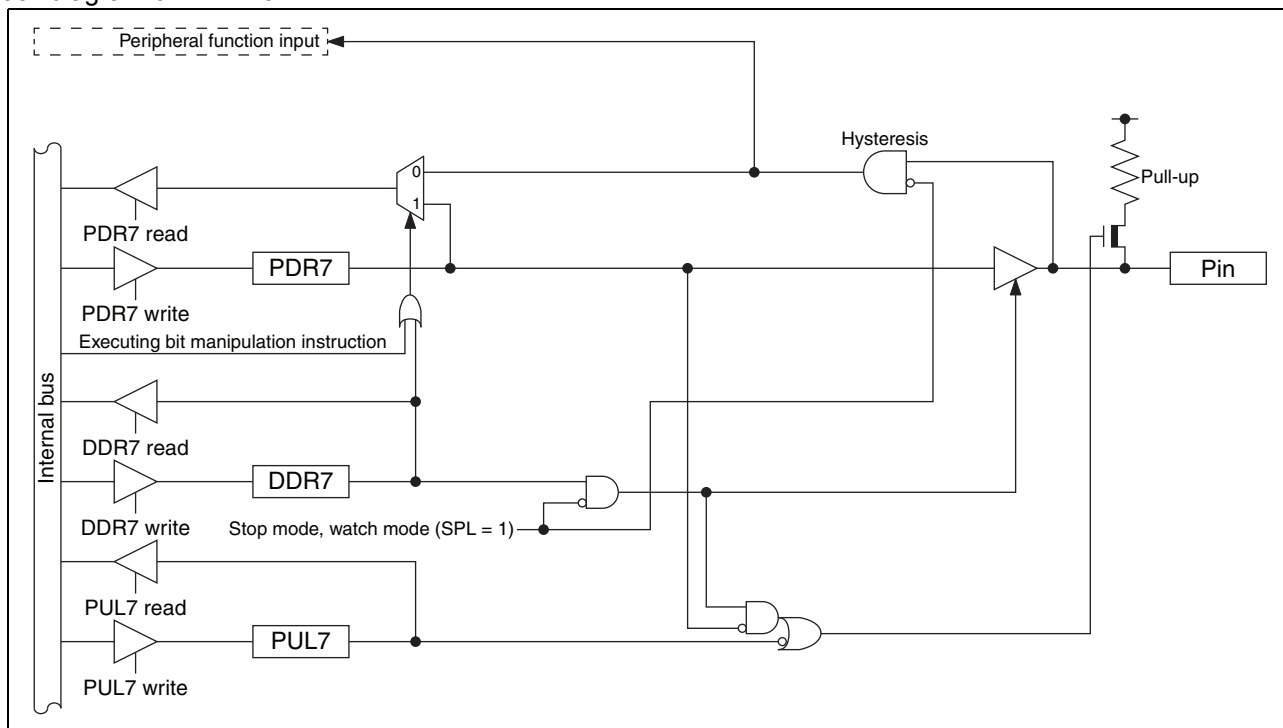 Peripheral function input
Hysteresis
0
Pull-up
1
PDR7 read
PDR7
Pin
PDR7 write
Executing bit manipulation instruction
Internal bus
DDR7 read
DDR7
DDR7 write
Stop mode, watch mode (SPL = 1)
PUL7 read
PUL7
PUL7 write